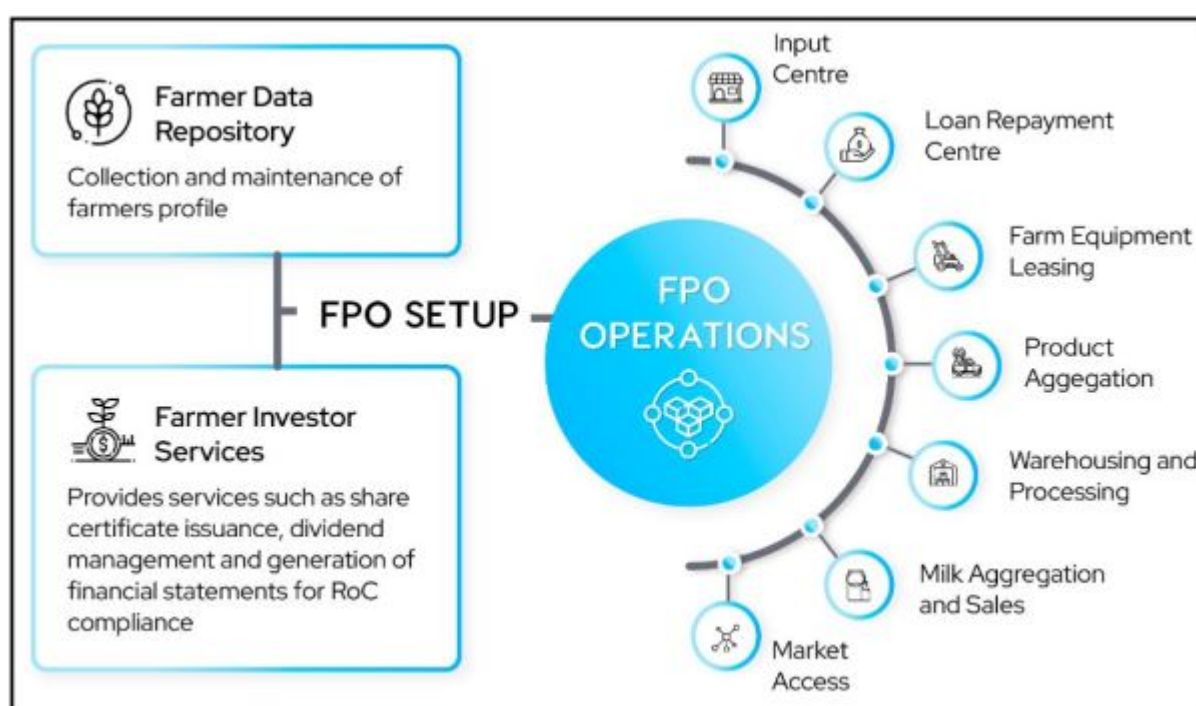 Farmer Data
Repository
Collection and maintenance of
farmers profile
FPO SETUP
Farmer Investor
Services
Provides services such as share
certificate issuance, dividend
management and generation of
financial statements for RoC
compliance
FPO
OPERATIONS
Input
Centre
Loan Repayment
Centre
Farm Equipment
Leasing
Product
Aggegation
Warehousing and
Processing
Milk Aggregation
and Sales
Market
Access